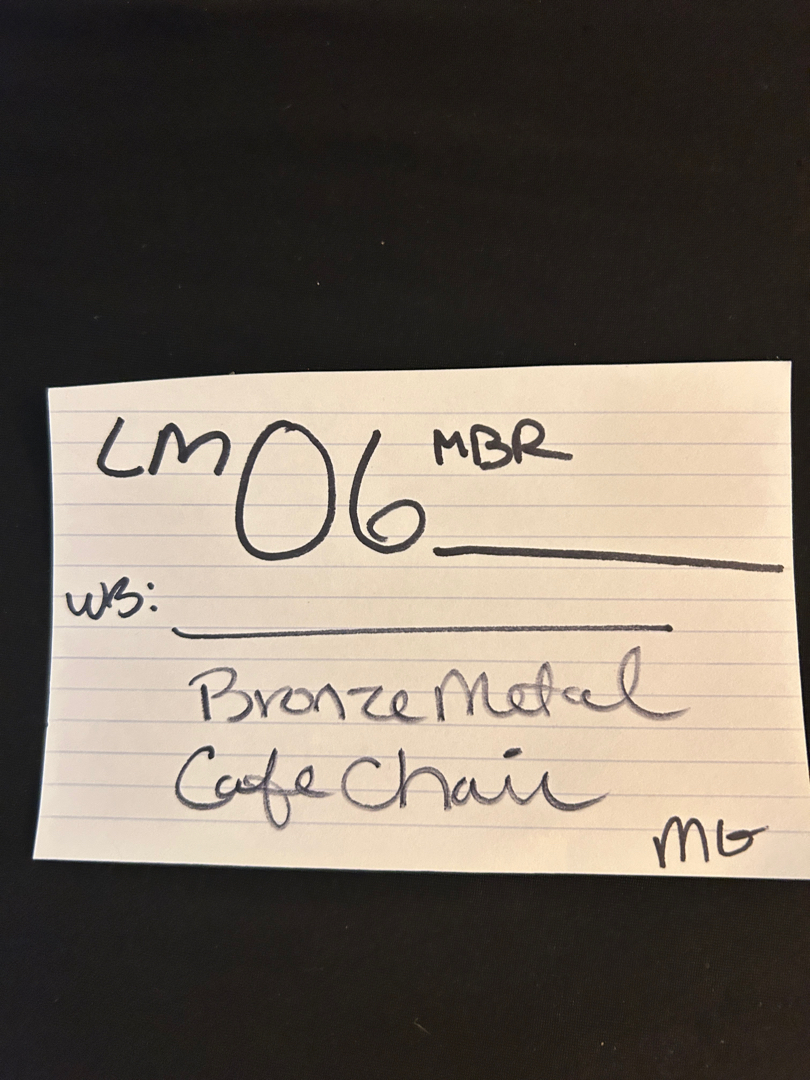 LM 06 MBR
WB:
Bronze Metal
Cafe Chair
MG